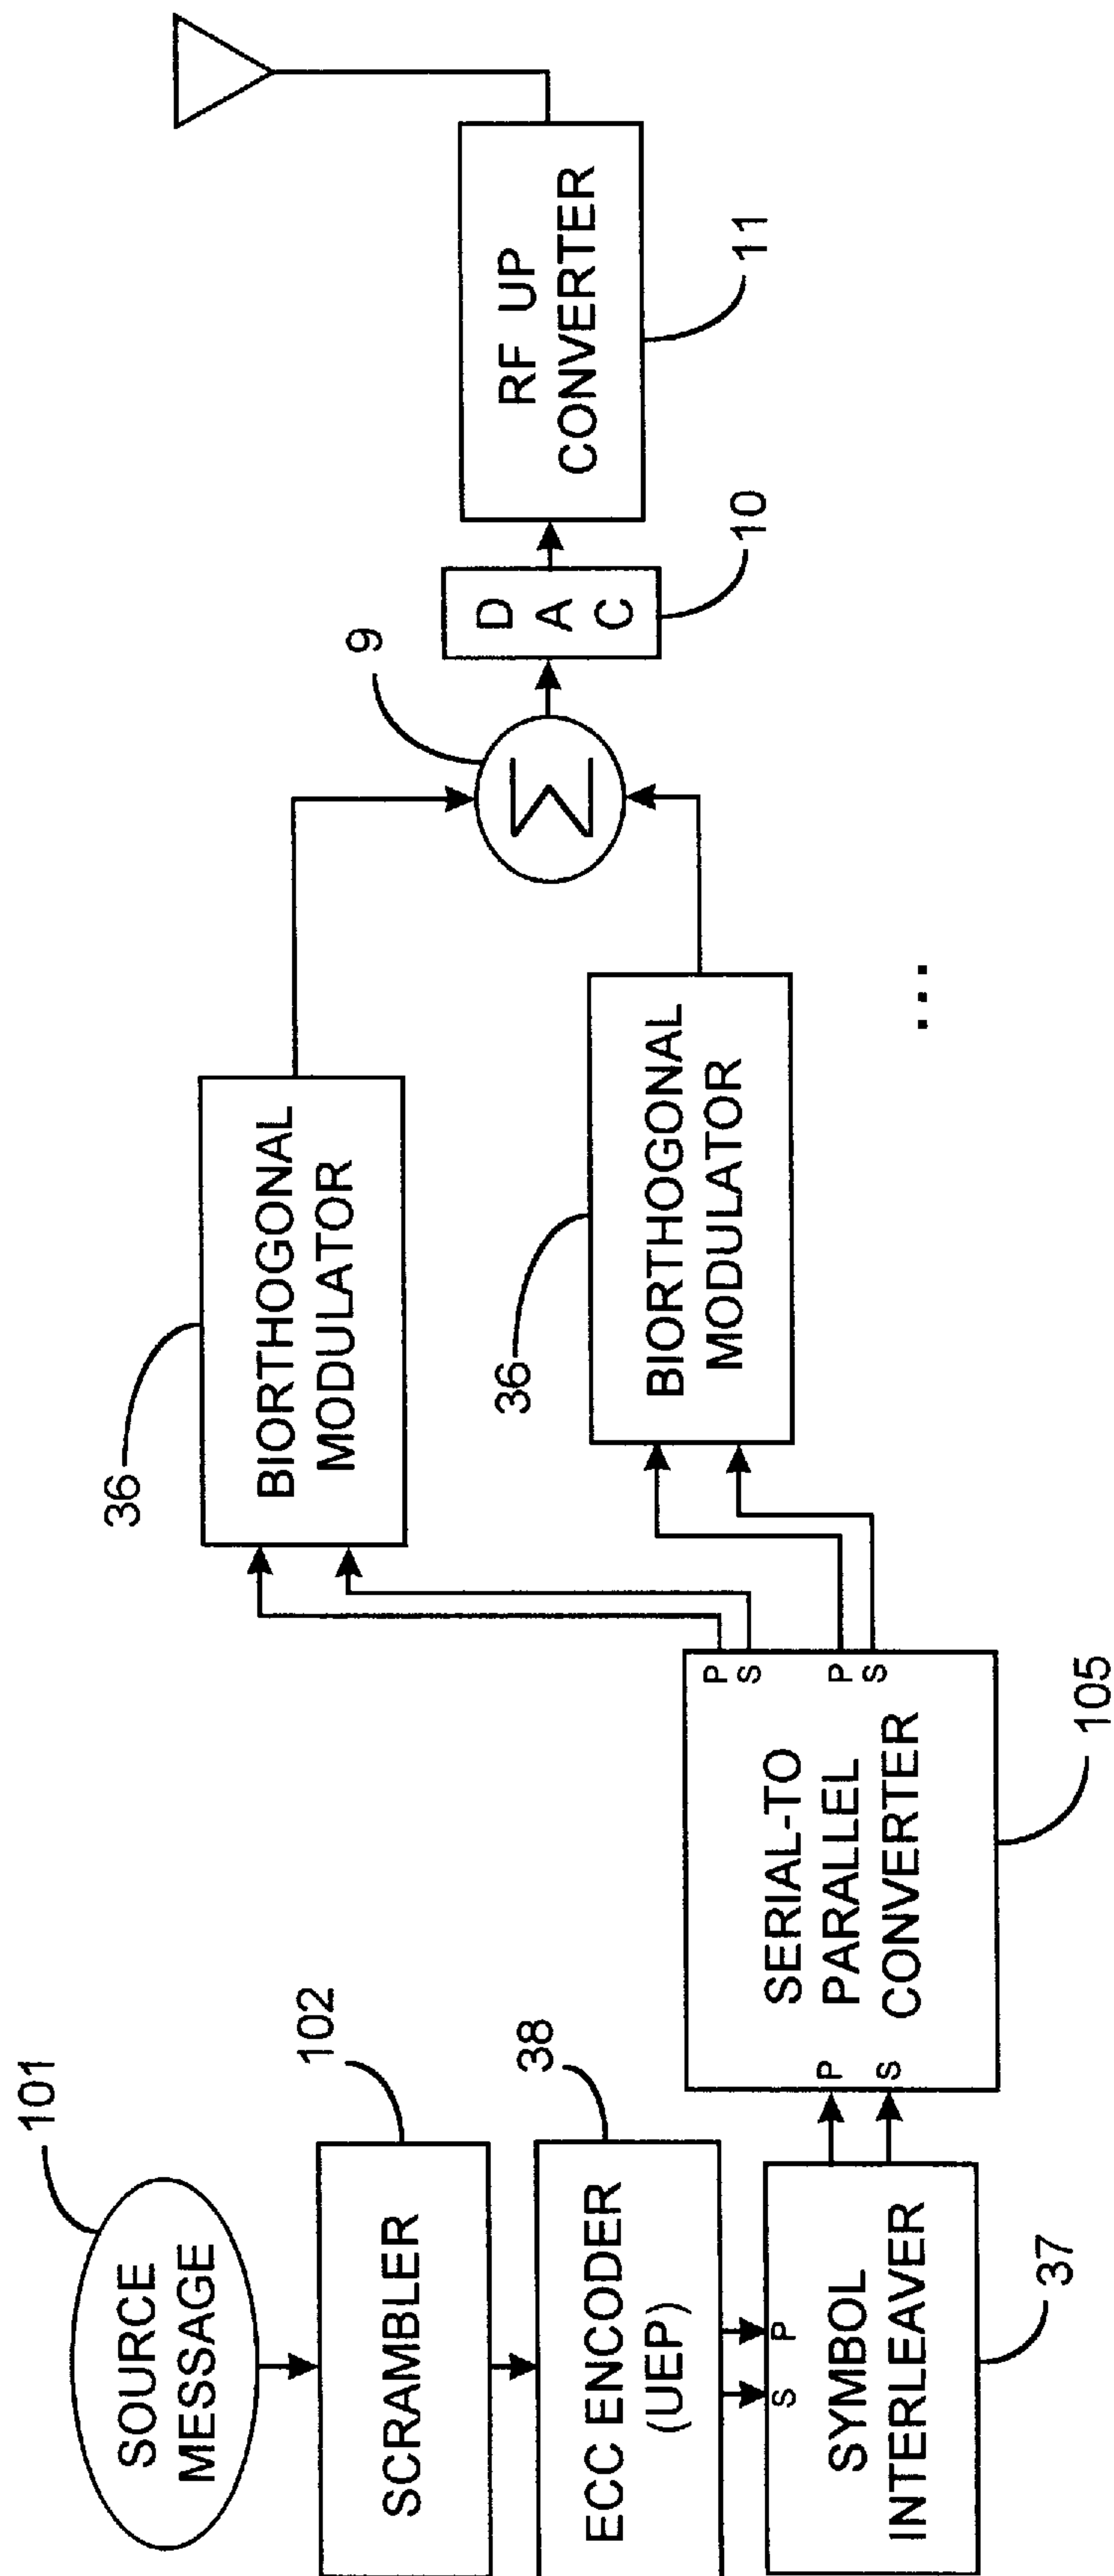 101
SOURCE
MESSAGE
102
SCRAMBLER
38
ECC ENCODER
(UEP)
S P
SYMBOL
INTERLEAVER
37
P
S
SERIAL-TO
PARALLEL
CONVERTER
P
S
P
S
105
36
BIORTHOGONAL
MODULATOR
36
BIORTHOGONAL
MODULATOR
...
9
Σ
D
A
C
10
RF UP
CONVERTER
11